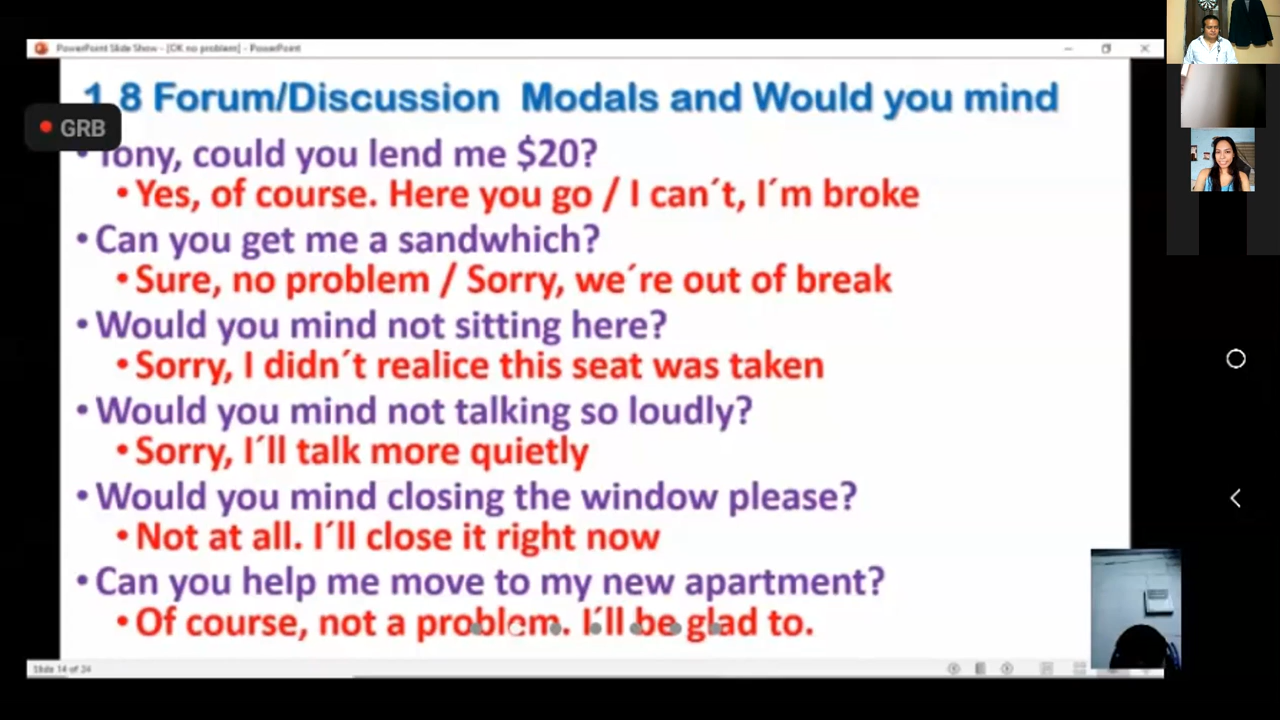 PowerPoint Slide Show - [OK no problem] - PowerPoint
1.8 Forum/Discussion Modals and Would you mind
GRB
• Tony, could you lend me $20?
• Yes, of course. Here you go / I can´t, I´m broke
• Can you get me a sandwhich?
• Sure, no problem / Sorry, we´re out of break
• Would you mind not sitting here?
• Sorry, I didn´t realice this seat was taken
• Would you mind not talking so loudly?
• Sorry, I´ll talk more quietly
• Would you mind closing the window please?
• Not at all. I´ll close it right now
• Can you help me move to my new apartment?
• Of course, not a problem. I´ll be glad to.
Slide 14 of 24